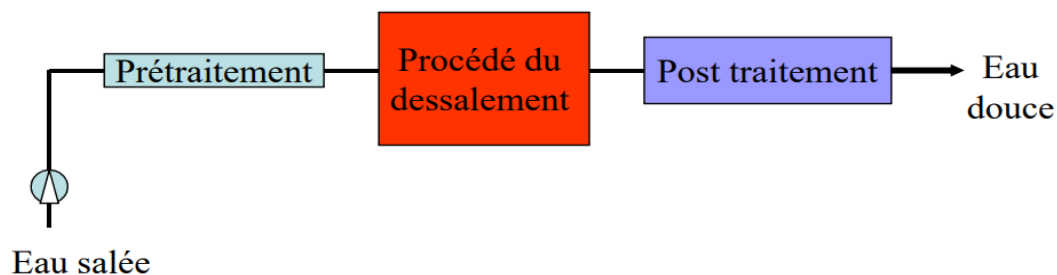 Prétraitement
Procédé du
dessalement
Post traitement
Eau
douce
Eau salée